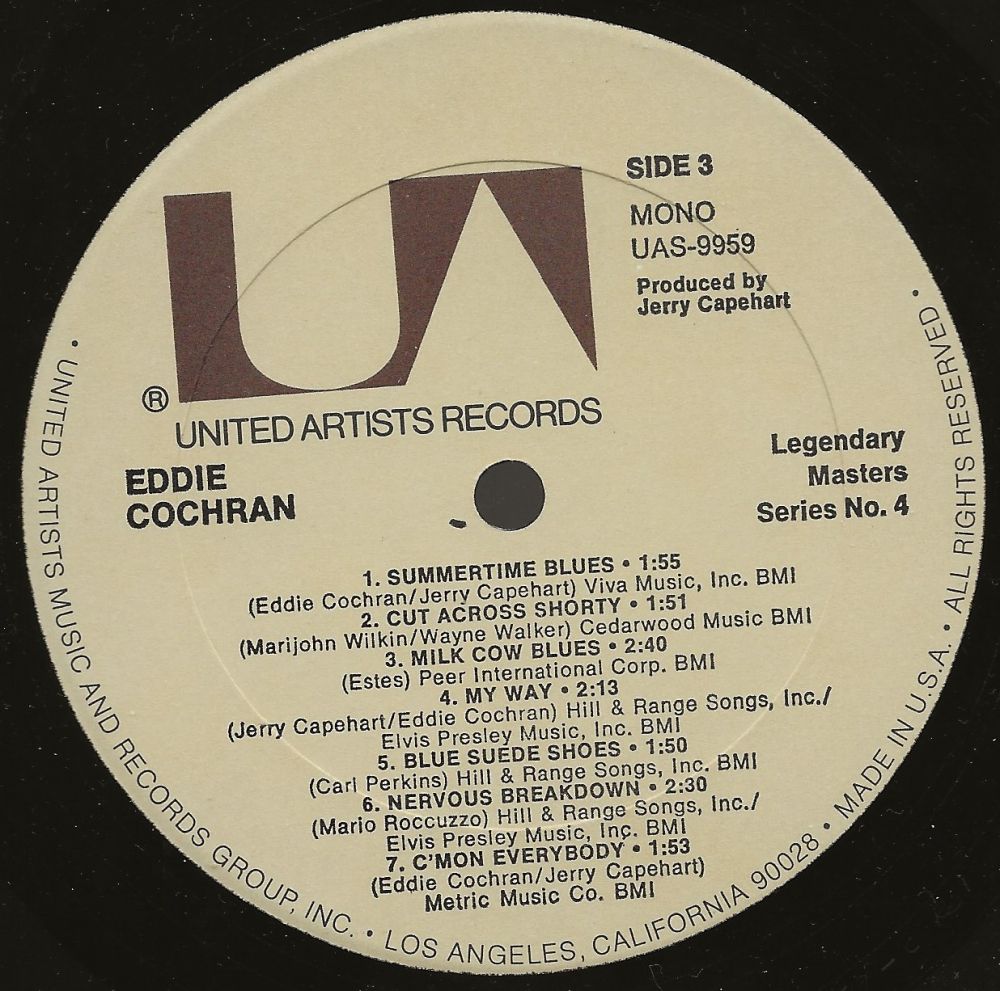 SIDE 3
MONO
UAS-9959
Produced by
Jerry Capehart
UA
®
UNITED ARTISTS RECORDS
EDDIE
COCHRAN
Legendary
Masters
Series No. 4
1. SUMMERTIME BLUES • 1:55
(Eddie Cochran/Jerry Capehart) Viva Music, Inc. BMI
2. CUT ACROSS SHORTY • 1:51
(Marijohn Wilkin/Wayne Walker) Cedarwood Music BMI
3. MILK COW BLUES • 2:40
(Estes) Peer International Corp. BMI
4. MY WAY • 2:13
(Jerry Capehart/Eddie Cochran) Hill & Range Songs, Inc./
Elvis Presley Music, Inc. BMI
5. BLUE SUEDE SHOES • 1:50
(Carl Perkins) Hill & Range Songs, Inc. BMI
6. NERVOUS BREAKDOWN • 2:30
(Mario Roccuzzo) Hill & Range Songs, Inc./
Elvis Presley Music, Inc. BMI
7. C'MON EVERYBODY • 1:53
(Eddie Cochran/Jerry Capehart)
Metric Music Co. BMI
• UNITED ARTISTS MUSIC AND RECORDS GROUP, INC. • LOS ANGELES, CALIFORNIA 90028 • MADE IN U.S.A. • ALL RIGHTS RESERVED •